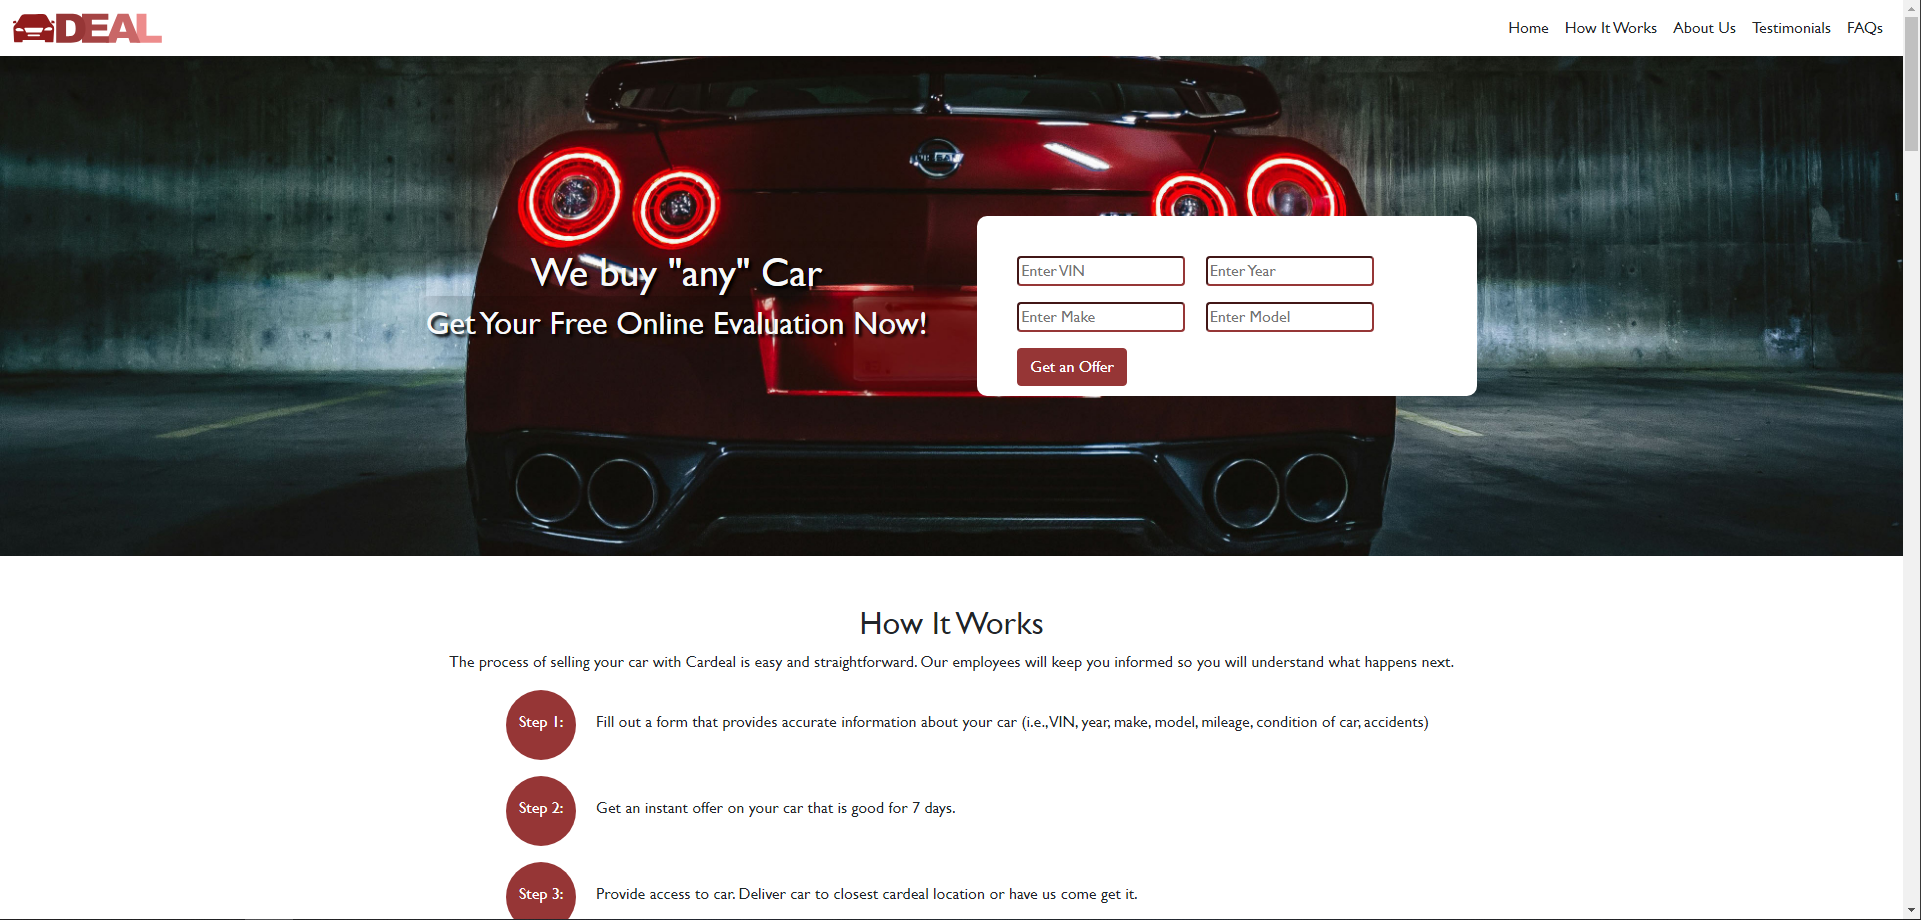 DEAL
Home How It Works About Us Testimonials FAQs
NISSAN
We buy "any" Car
Get Your Free Online Evaluation Now!
Enter VIN Enter Year
Enter Make Enter Model
Get an Offer
How It Works
The process of selling your car with Cardeal is easy and straightforward. Our employees will keep you informed so you will understand what happens next.
Step 1: Fill out a form that provides accurate information about your car (i.e., VIN, year, make, model, mileage, condition of car, accidents)
Step 2: Get an instant offer on your car that is good for 7 days.
Step 3: Provide access to car. Deliver car to closest cardeal location or have us come get it.